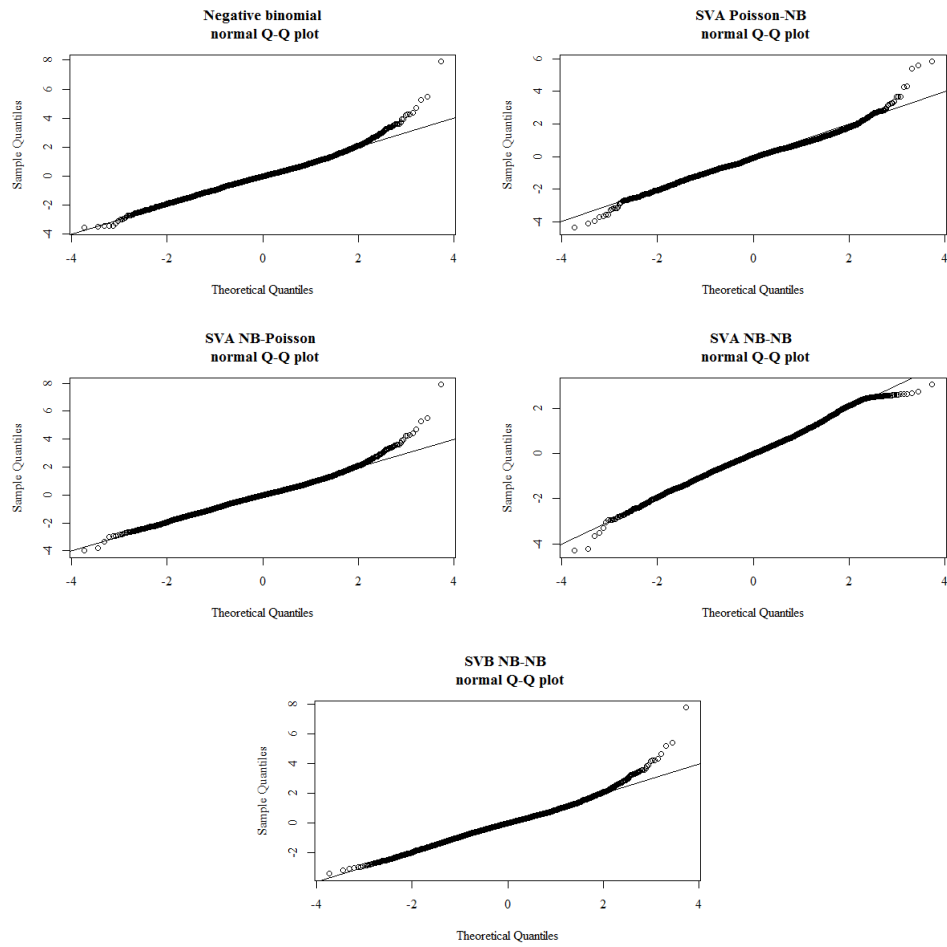 Negative binomial
normal Q-Q plot
Sample Quantiles
8
6
4
2
0
-2
-4
-4 -2 0 2 4
Theoretical Quantiles
SVA Poisson-NB
normal Q-Q plot
Sample Quantiles
6
4
2
0
-2
-4
-4 -2 0 2 4
Theoretical Quantiles
SVA NB-Poisson
normal Q-Q plot
Sample Quantiles
8
6
4
2
0
-2
-4
-4 -2 0 2 4
Theoretical Quantiles
SVA NB-NB
normal Q-Q plot
Sample Quantiles
2
0
-2
-4
-4 -2 0 2 4
Theoretical Quantiles
SVB NB-NB
normal Q-Q plot
Sample Quantiles
8
6
4
2
0
-2
-4 -2 0 2 4
Theoretical Quantiles